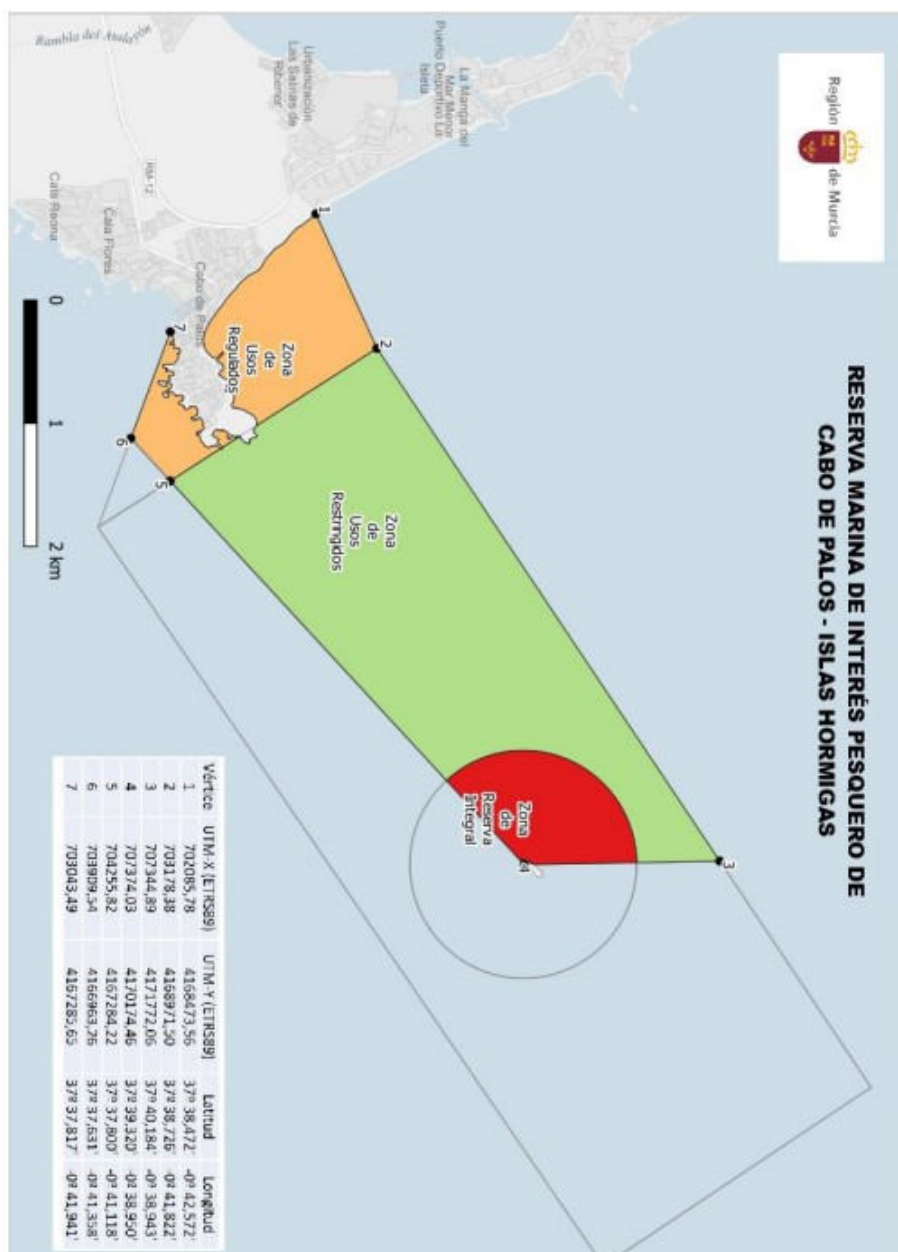 RESERVA MARINA DE INTERÉS PESQUERO DE
CABO DE PALOS - ISLAS HORMIGAS
Región de Murcia
La Manga del
Mar Menor
Puerto Deportivo La
Isleta
Urbanización
Las Salinas de
Rambla del Atalayón
RM-12
Cala Reona
Cala Flores
Cabo de Palos
1
2
3
4
5
6
7
Zona
de
Usos
Regulados
Zona
de
Usos
Restringidos
Zona
de
Reserva
Integral
0 1 2 km
Vértice UTM-X (ETRS89) UTM-Y (ETRS89) Latitud Longitud
1 702085,78 4168473,56 37º 38,472' -0º 42,572'
2 703178,38 4168971,50 37º 38,726' -0º 41,822'
3 707344,89 4171772,06 37º 40,184' -0º 38,943'
4 707374,03 4170174,46 37º 39,320' -0º 38,950'
5 704255,82 4167284,22 37º 37,800' -0º 41,118'
6 703909,54 4166963,76 37º 37,631' -0º 41,358'
7 703043,49 4167285,65 37º 37,817' -0º 41,941'